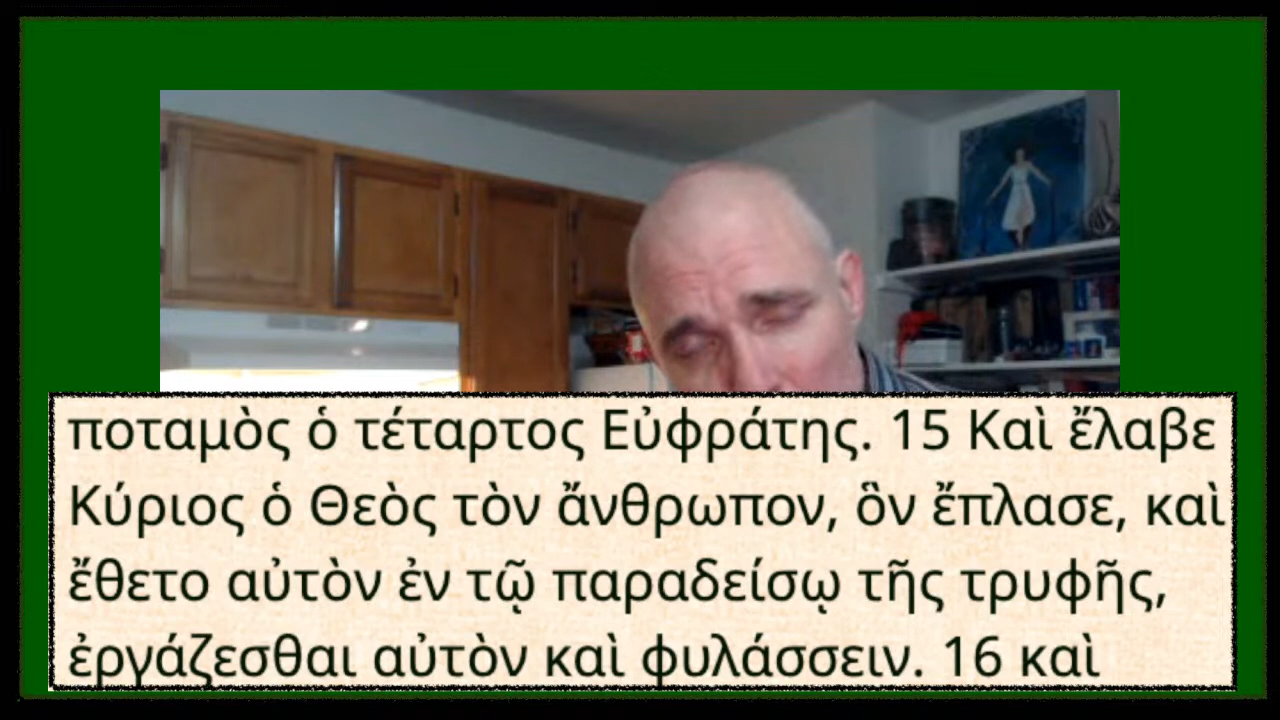 ποταμὸς ὁ τέταρτος Εὐφράτης. 15 Καὶ ἔλαβε
Κύριος ὁ Θεὸς τὸν ἄνθρωπον, ὃν ἔπλασε, καὶ
ἔθετο αὐτὸν ἐν τῷ παραδείσῳ τῆς τρυφῆς,
ἐργάζεσθαι αὐτὸν καὶ φυλάσσειν. 16 καὶ